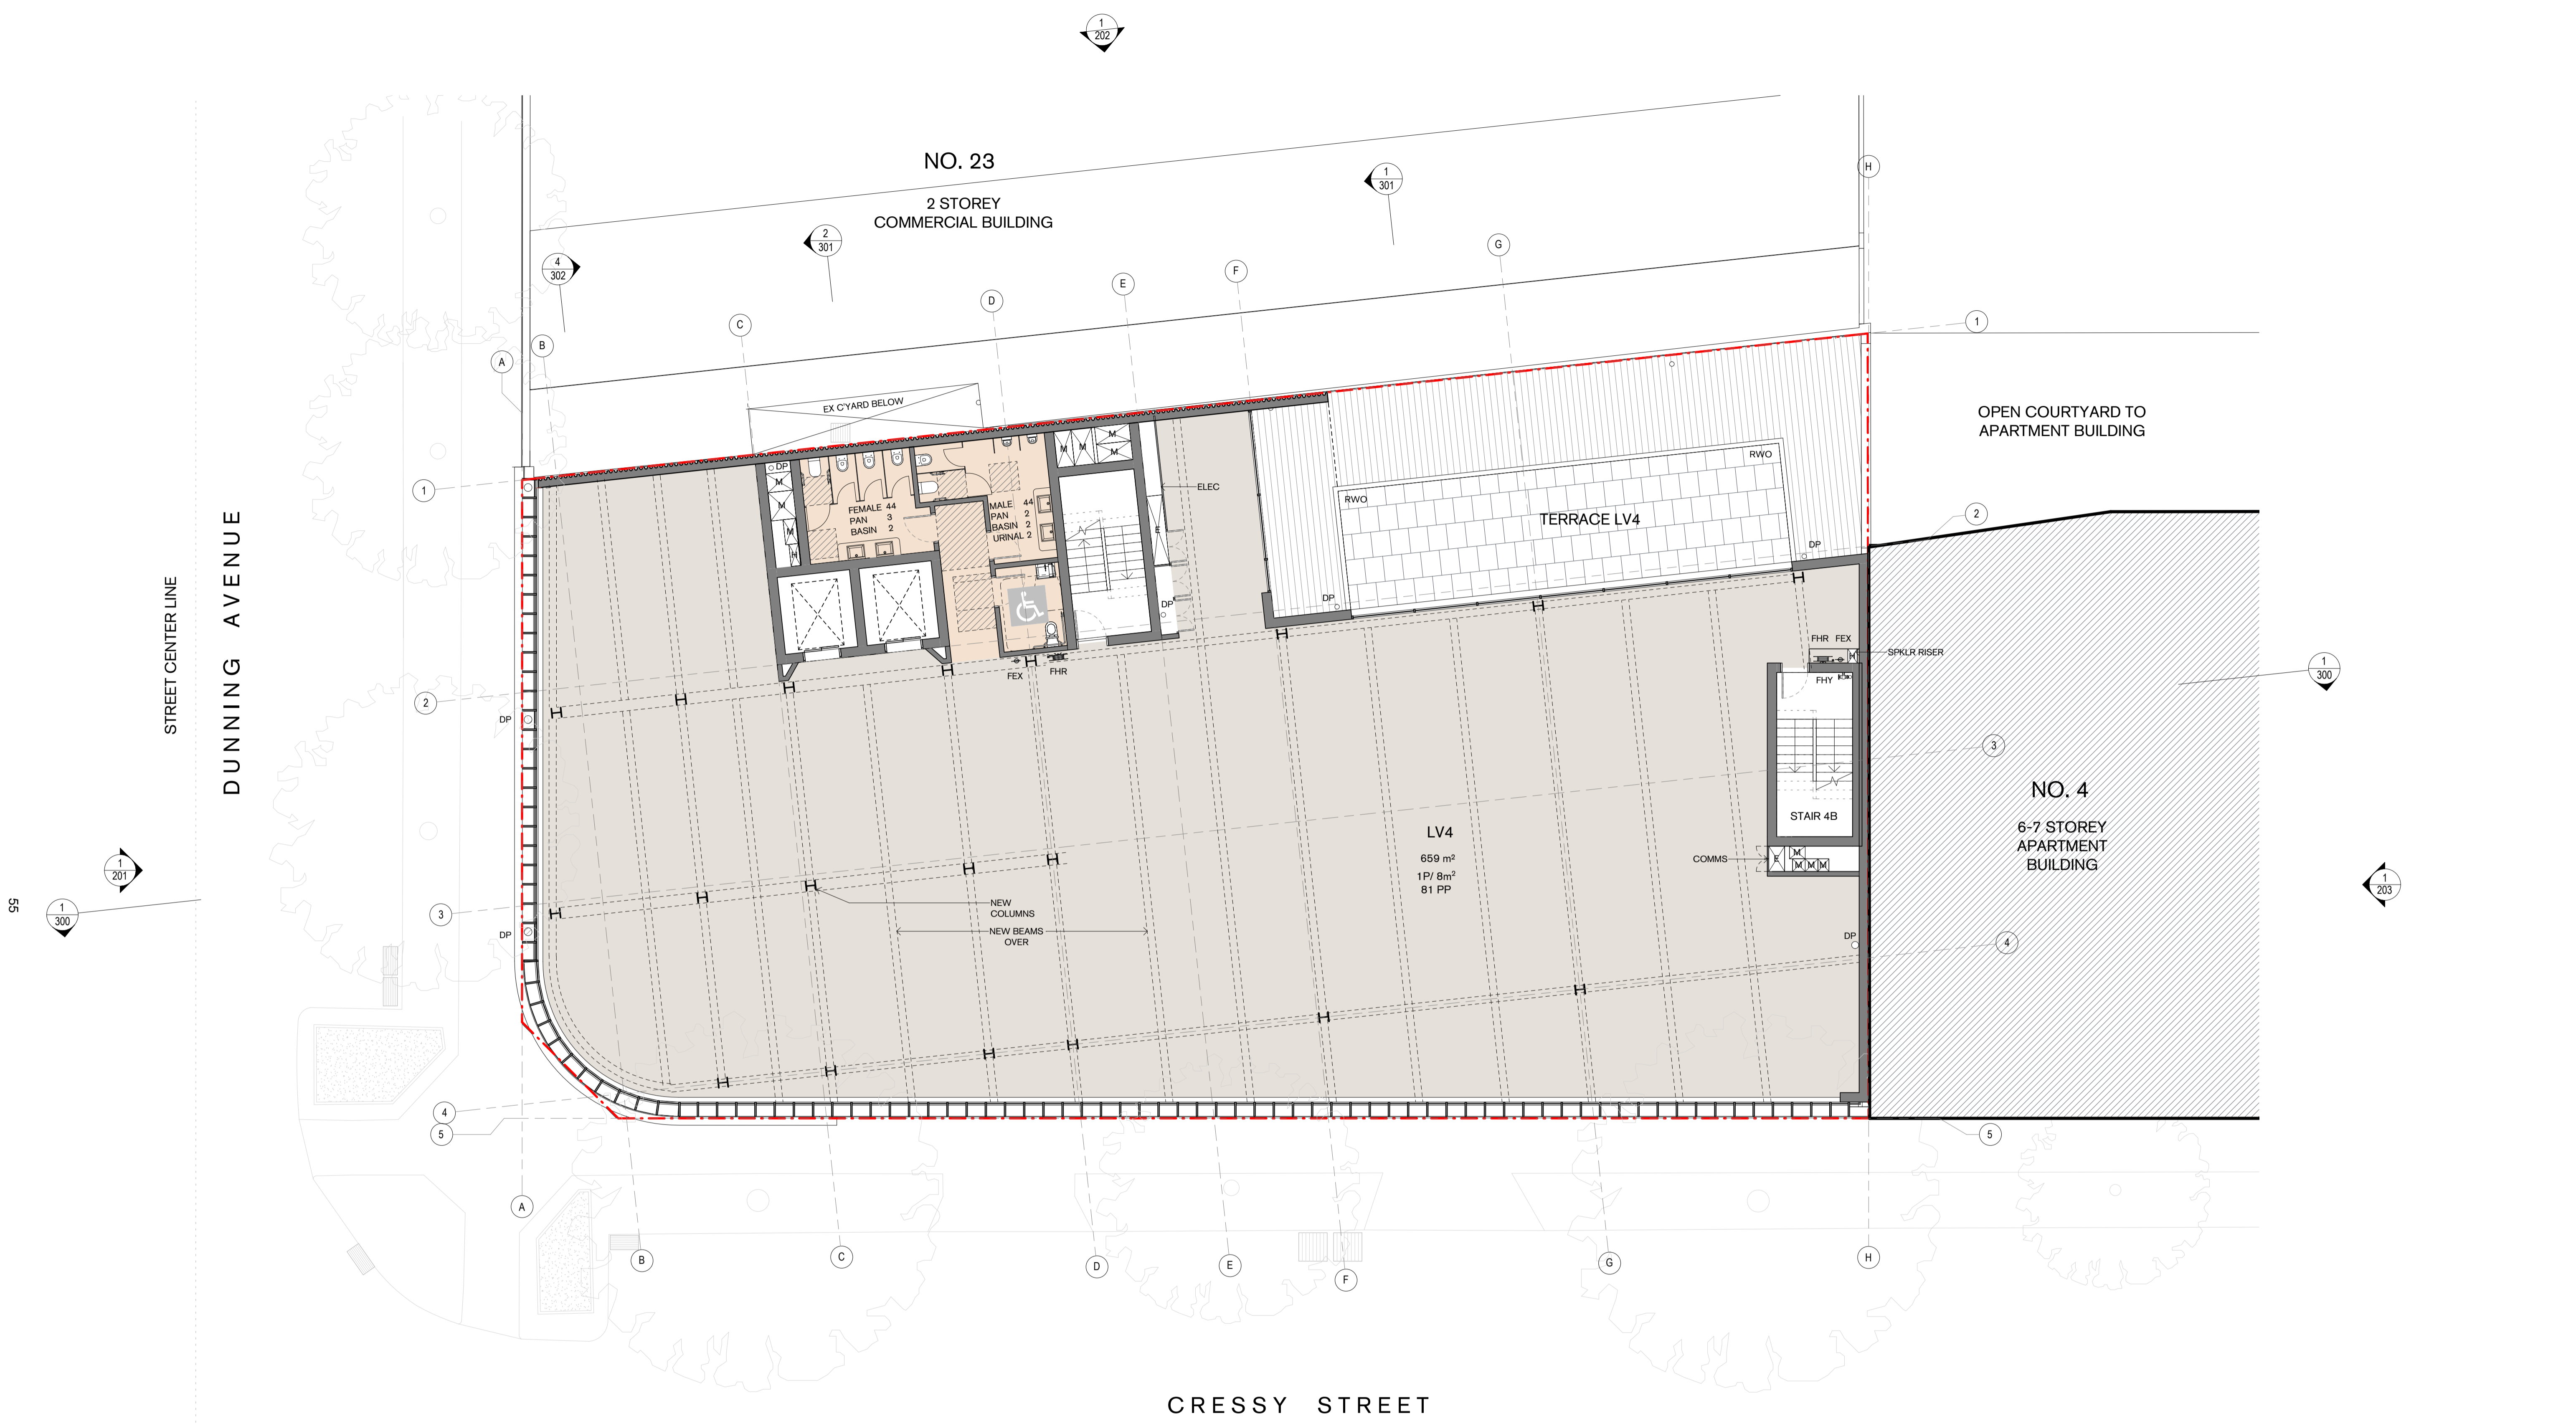 1
202
NO. 23
2 STOREY
COMMERCIAL BUILDING
1
301
H
2
301
4
302
G
F
E
D
C
B
A
1
EX C'YARD BELOW
OPEN COURTYARD TO
APARTMENT BUILDING
DP
M
M
M
H
M
M
M
M
RWO
RWO
TERRACE LV4
ELEC
E
1
2
FEMALE 44
PAN 3
BASIN 2
MALE 44
PAN 2
BASIN 2
URINAL 2
DP
DP
DP
FHR FEX
H
SPKLR RISER
FHY
FEX
FHR
1
300
2
DP
STREET CENTER LINE
DUNNING AVENUE
3
NO. 4
6-7 STOREY
APARTMENT
BUILDING
STAIR 4B
LV4
659 m²
1P/ 8m²
81 PP
COMMS
E
M
M
M
M
1
201
1
203
55
1
300
3
NEW
COLUMNS
NEW BEAMS
OVER
DP
DP
4
4
5
5
A
B
C
D
E
F
G
H
CRESSY STREET